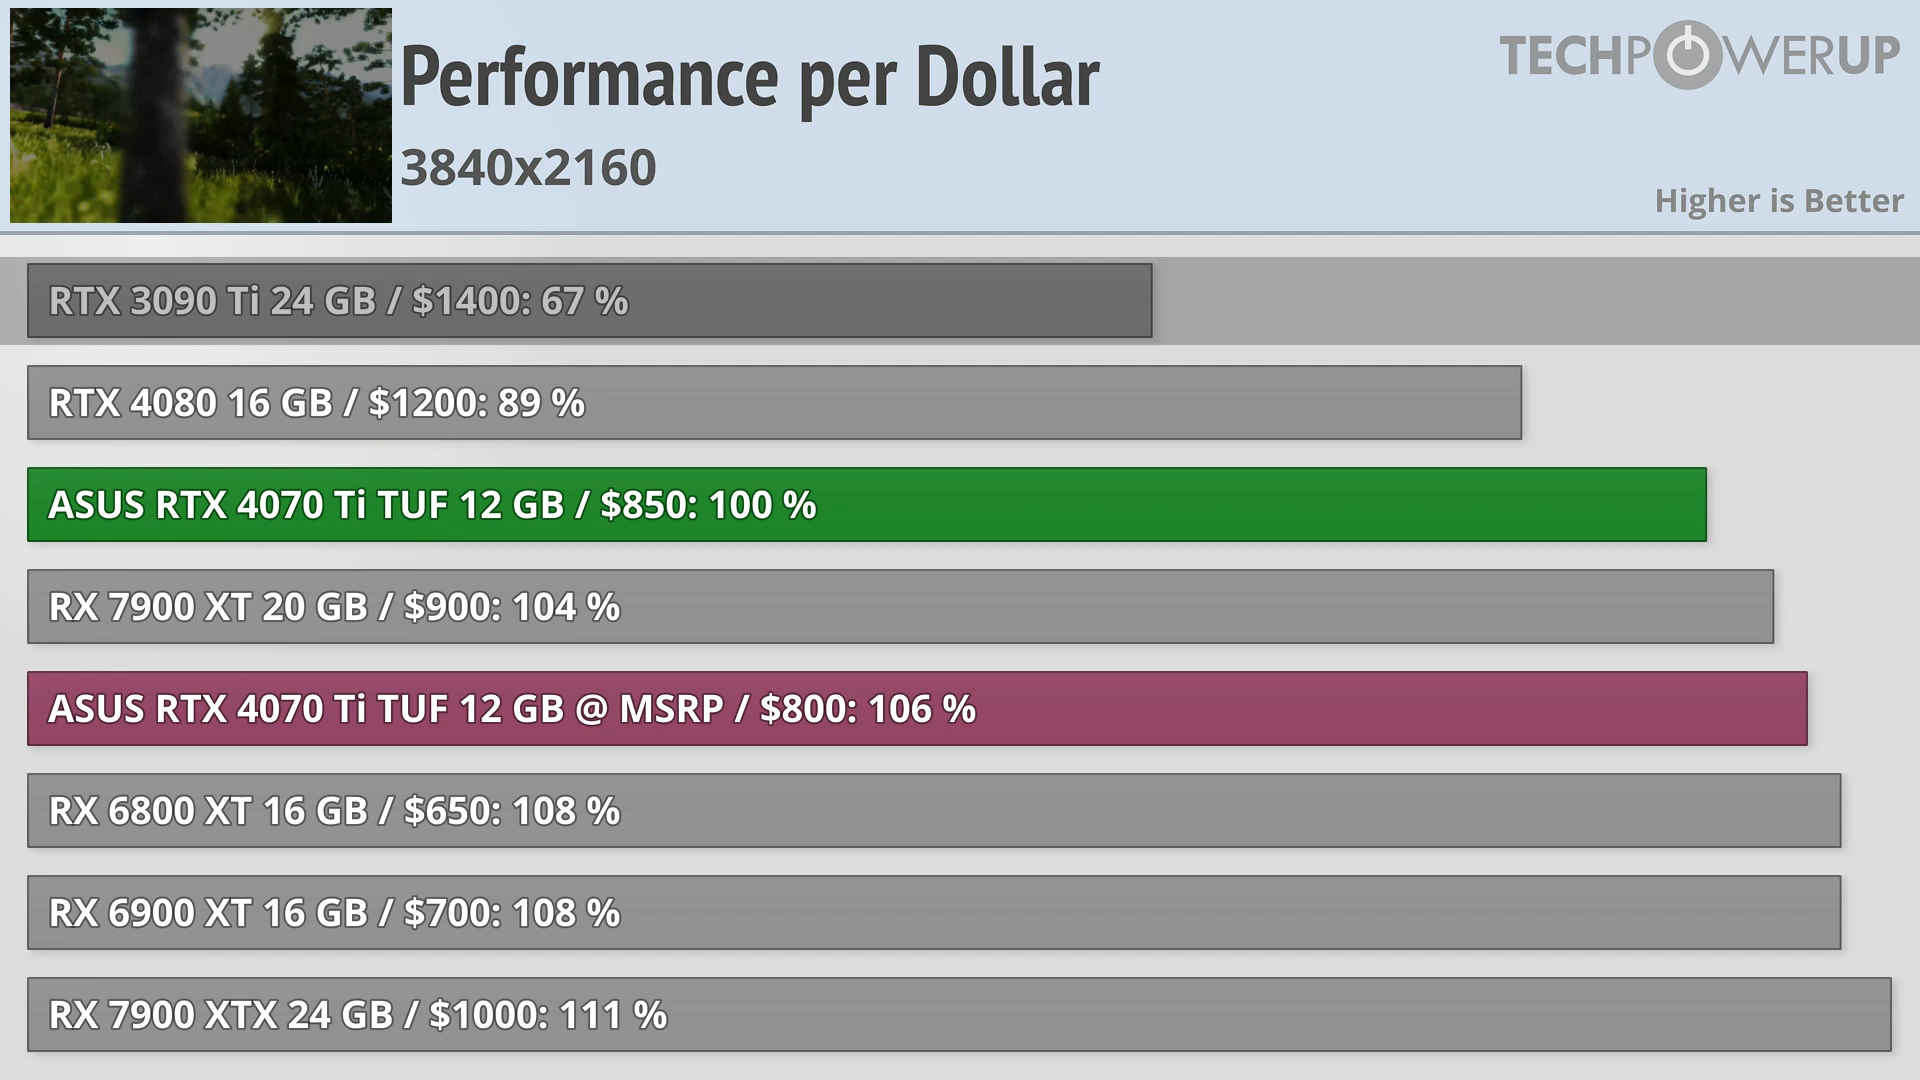 Performance per Dollar
TECHPOWERUP
3840x2160
Higher is Better
RTX 3090 Ti 24 GB / $1400: 67 %
RTX 4080 16 GB / $1200: 89 %
ASUS RTX 4070 Ti TUF 12 GB / $850: 100 %
RX 7900 XT 20 GB / $900: 104 %
ASUS RTX 4070 Ti TUF 12 GB @ MSRP / $800: 106 %
RX 6800 XT 16 GB / $650: 108 %
RX 6900 XT 16 GB / $700: 108 %
RX 7900 XTX 24 GB / $1000: 111 %